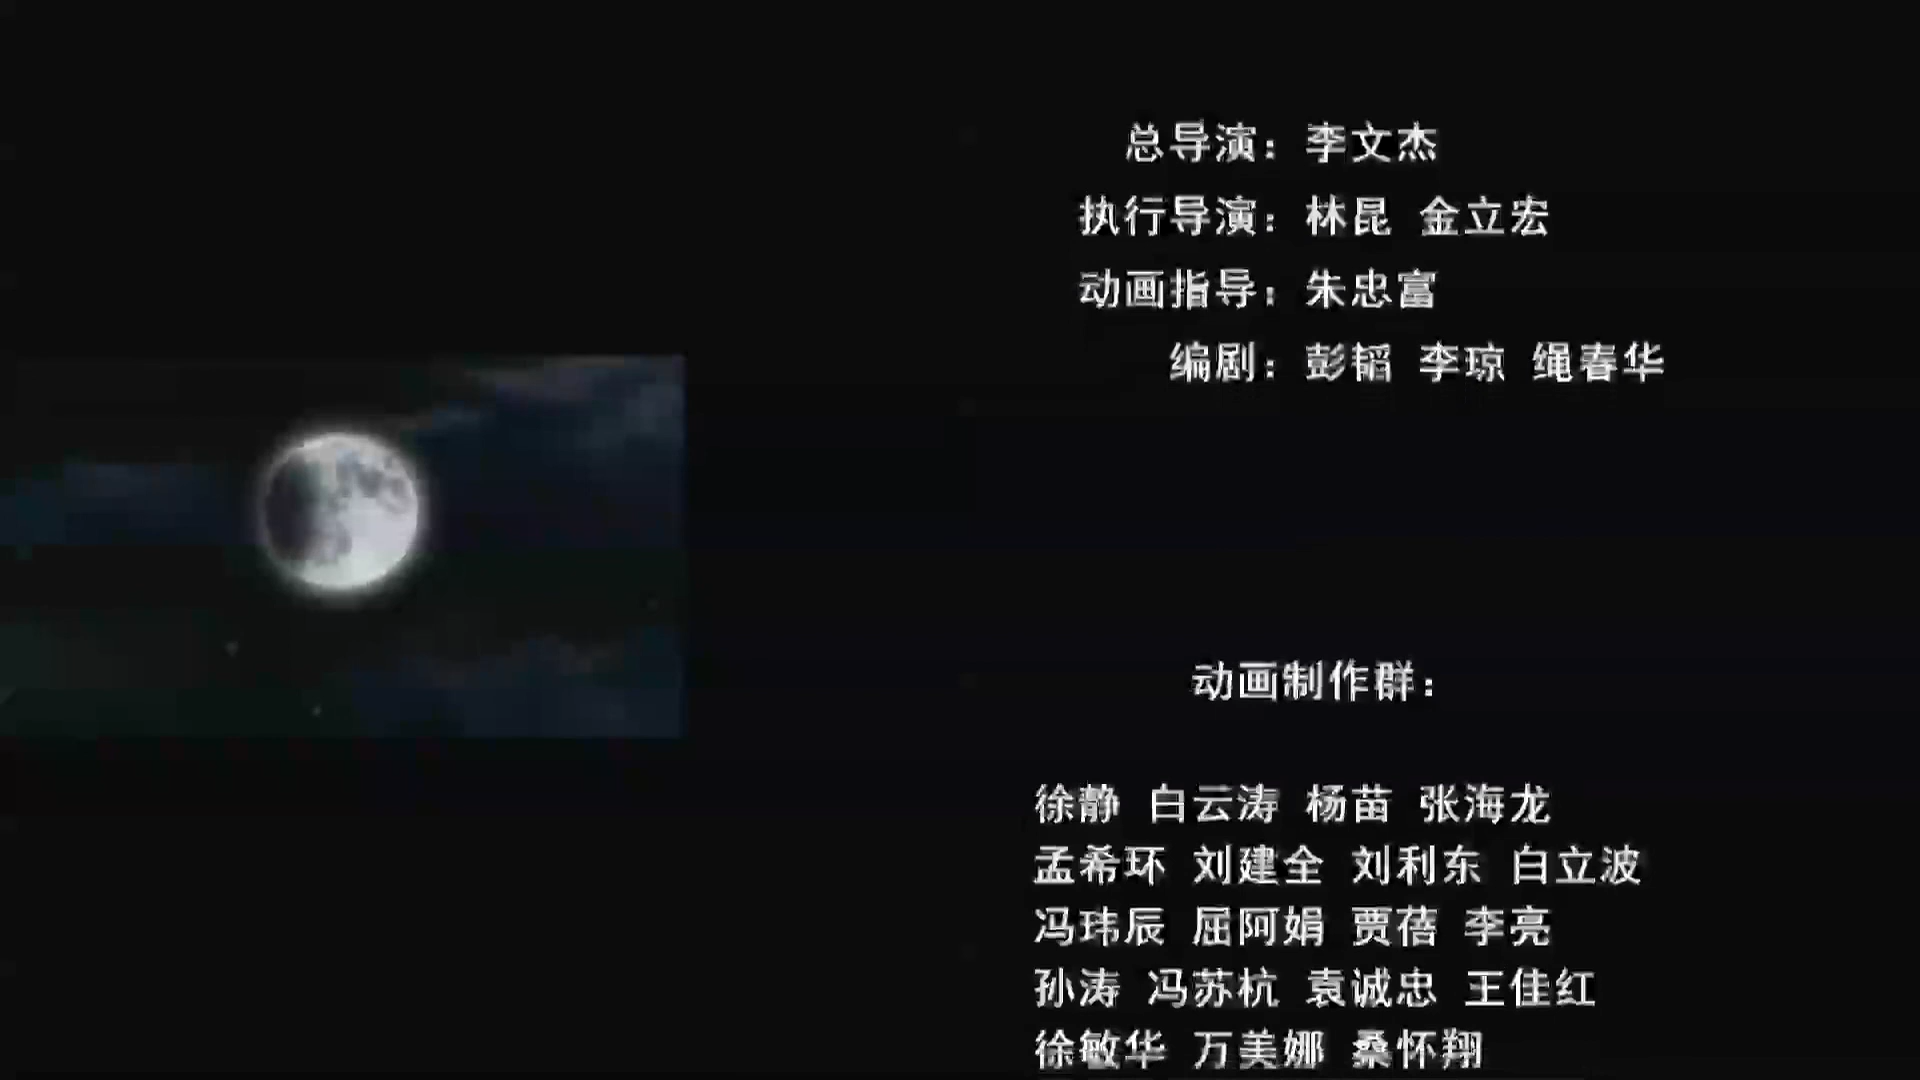 总导演：李文杰
执行导演：林昆 金立宏
动画指导：朱忠富
编剧：彭韬 李琼 绳春华
动画制作群：
徐静 白云涛 杨苗 张海龙
孟希环 刘建全 刘利东 白立波
冯玮辰 屈阿娟 贾蓓 李亮
孙涛 冯苏杭 袁诚忠 王佳红
徐敏华 万美娜 桑怀翔